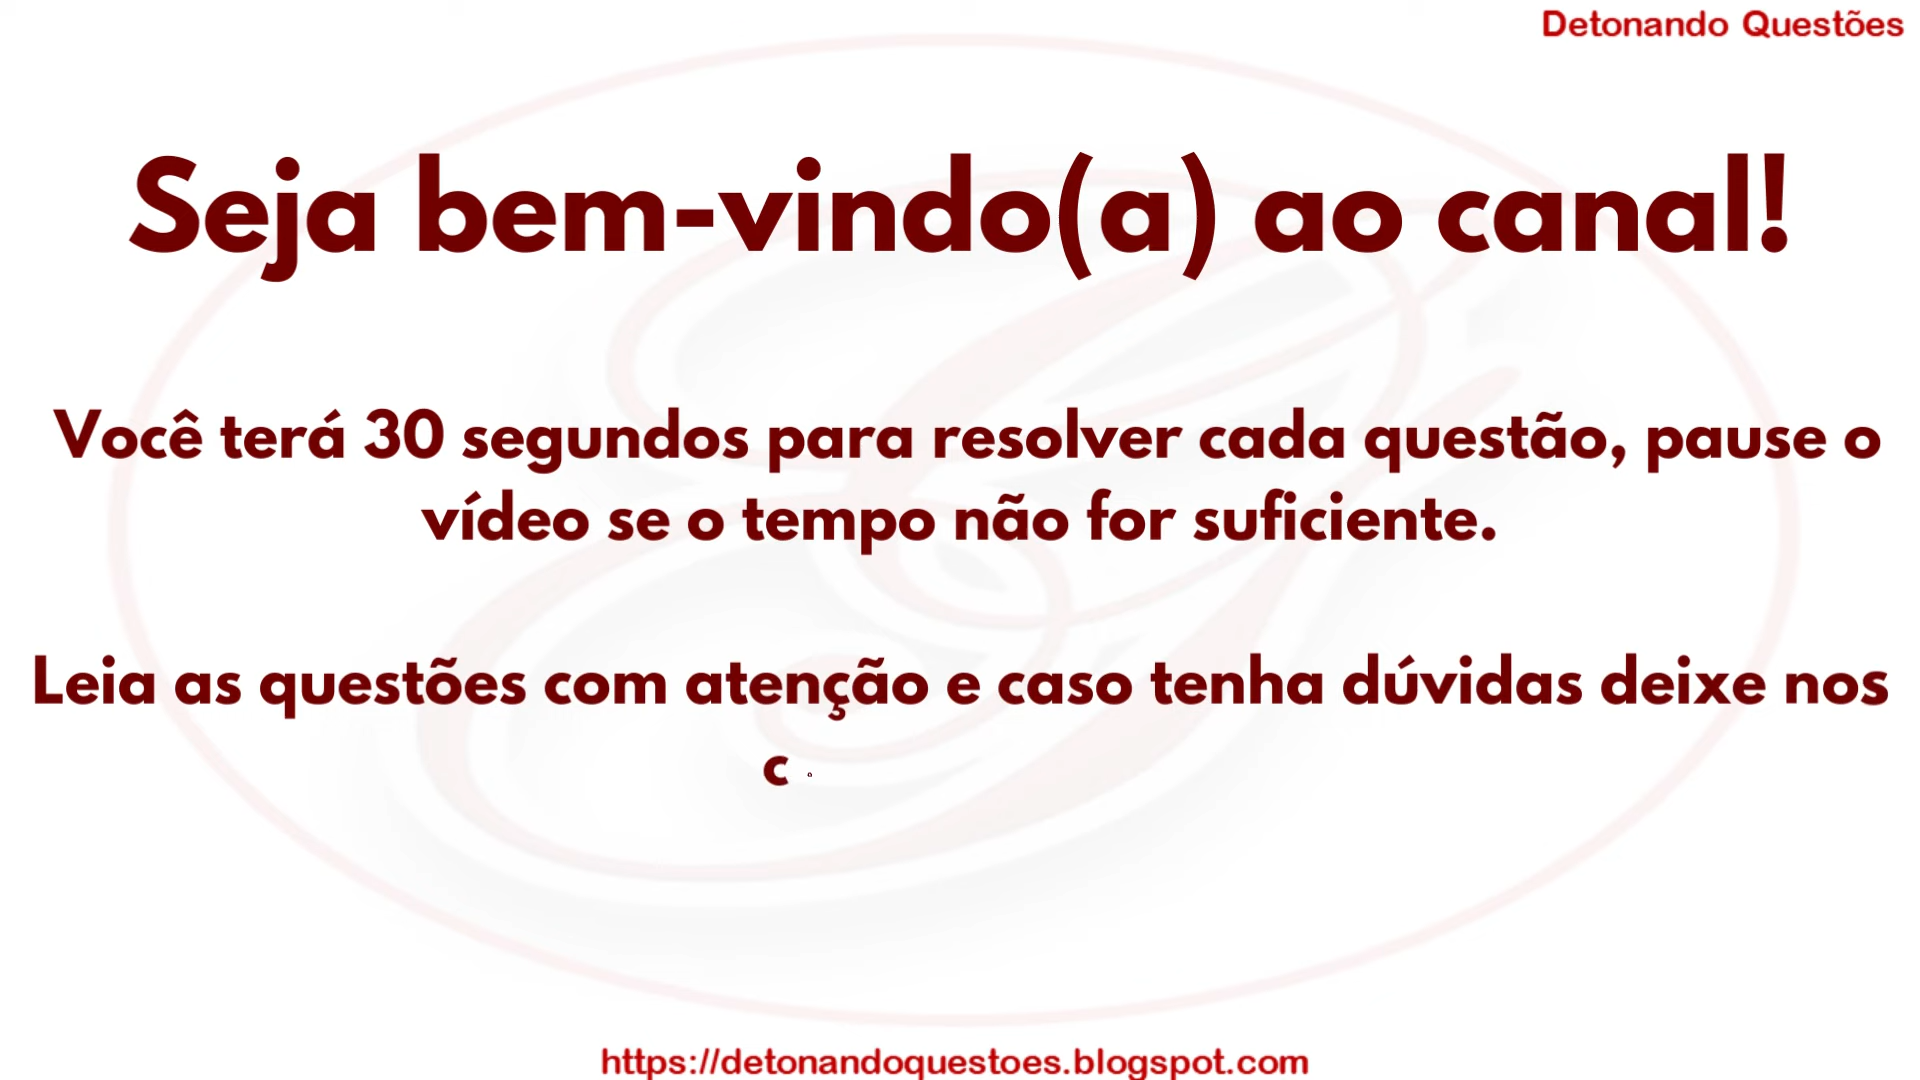 Detonando Questões
Seja bem-vindo(a) ao canal!
Você terá 30 segundos para resolver cada questão, pause o
vídeo se o tempo não for suficiente.
Leia as questões com atenção e caso tenha dúvidas deixe nos
c o
https://detonandoquestoes.blogspot.com